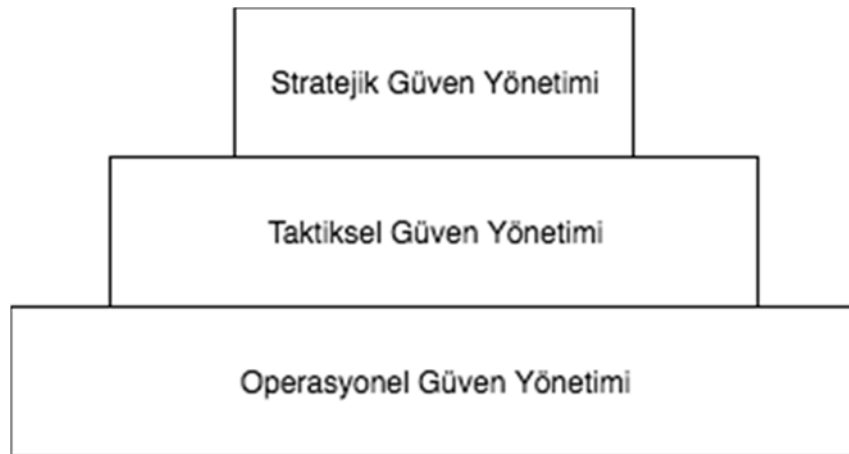 Stratejik Güven Yönetimi
Taktiksel Güven Yönetimi
Operasyonel Güven Yönetimi